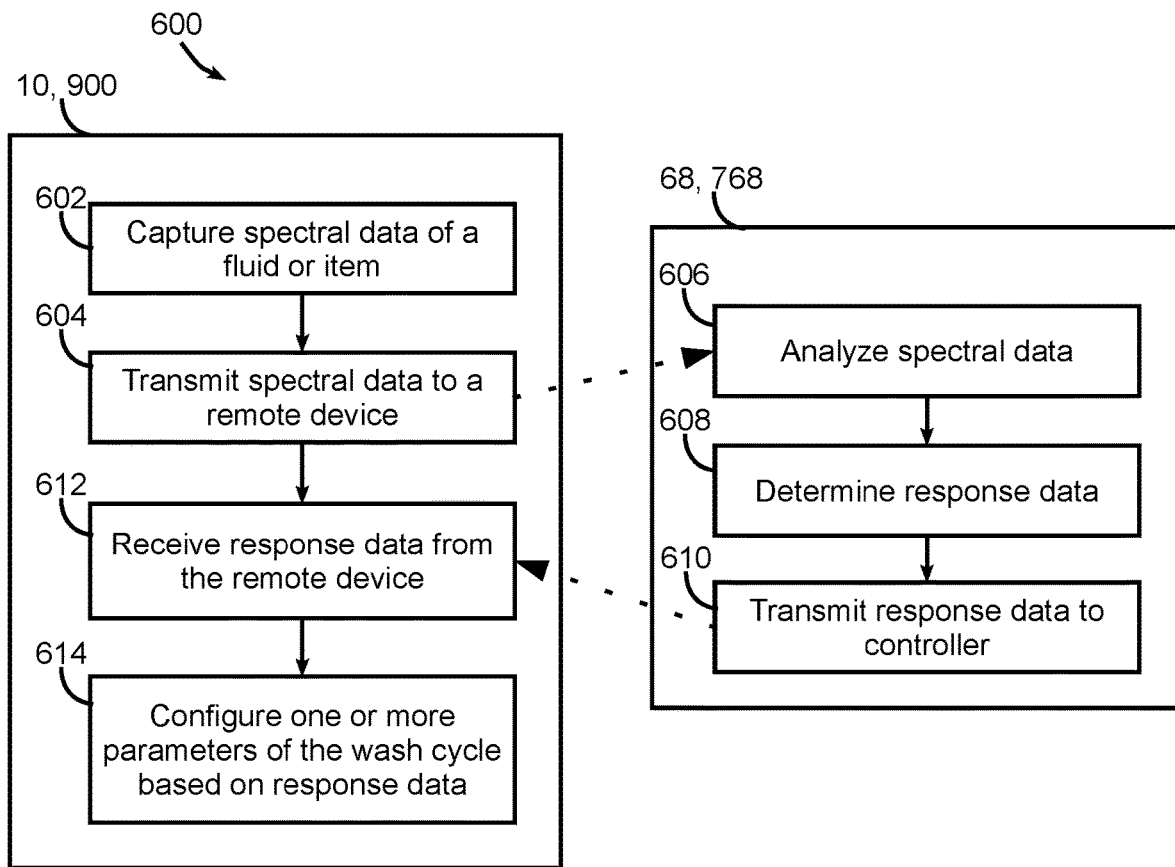 600
10, 900
602
Capture spectral data of a
fluid or item
604
Transmit spectral data to a
remote device
612
Receive response data from
the remote device
614
Configure one or more
parameters of the wash cycle
based on response data
68, 768
606
Analyze spectral data
608
Determine response data
610
Transmit response data to
controller